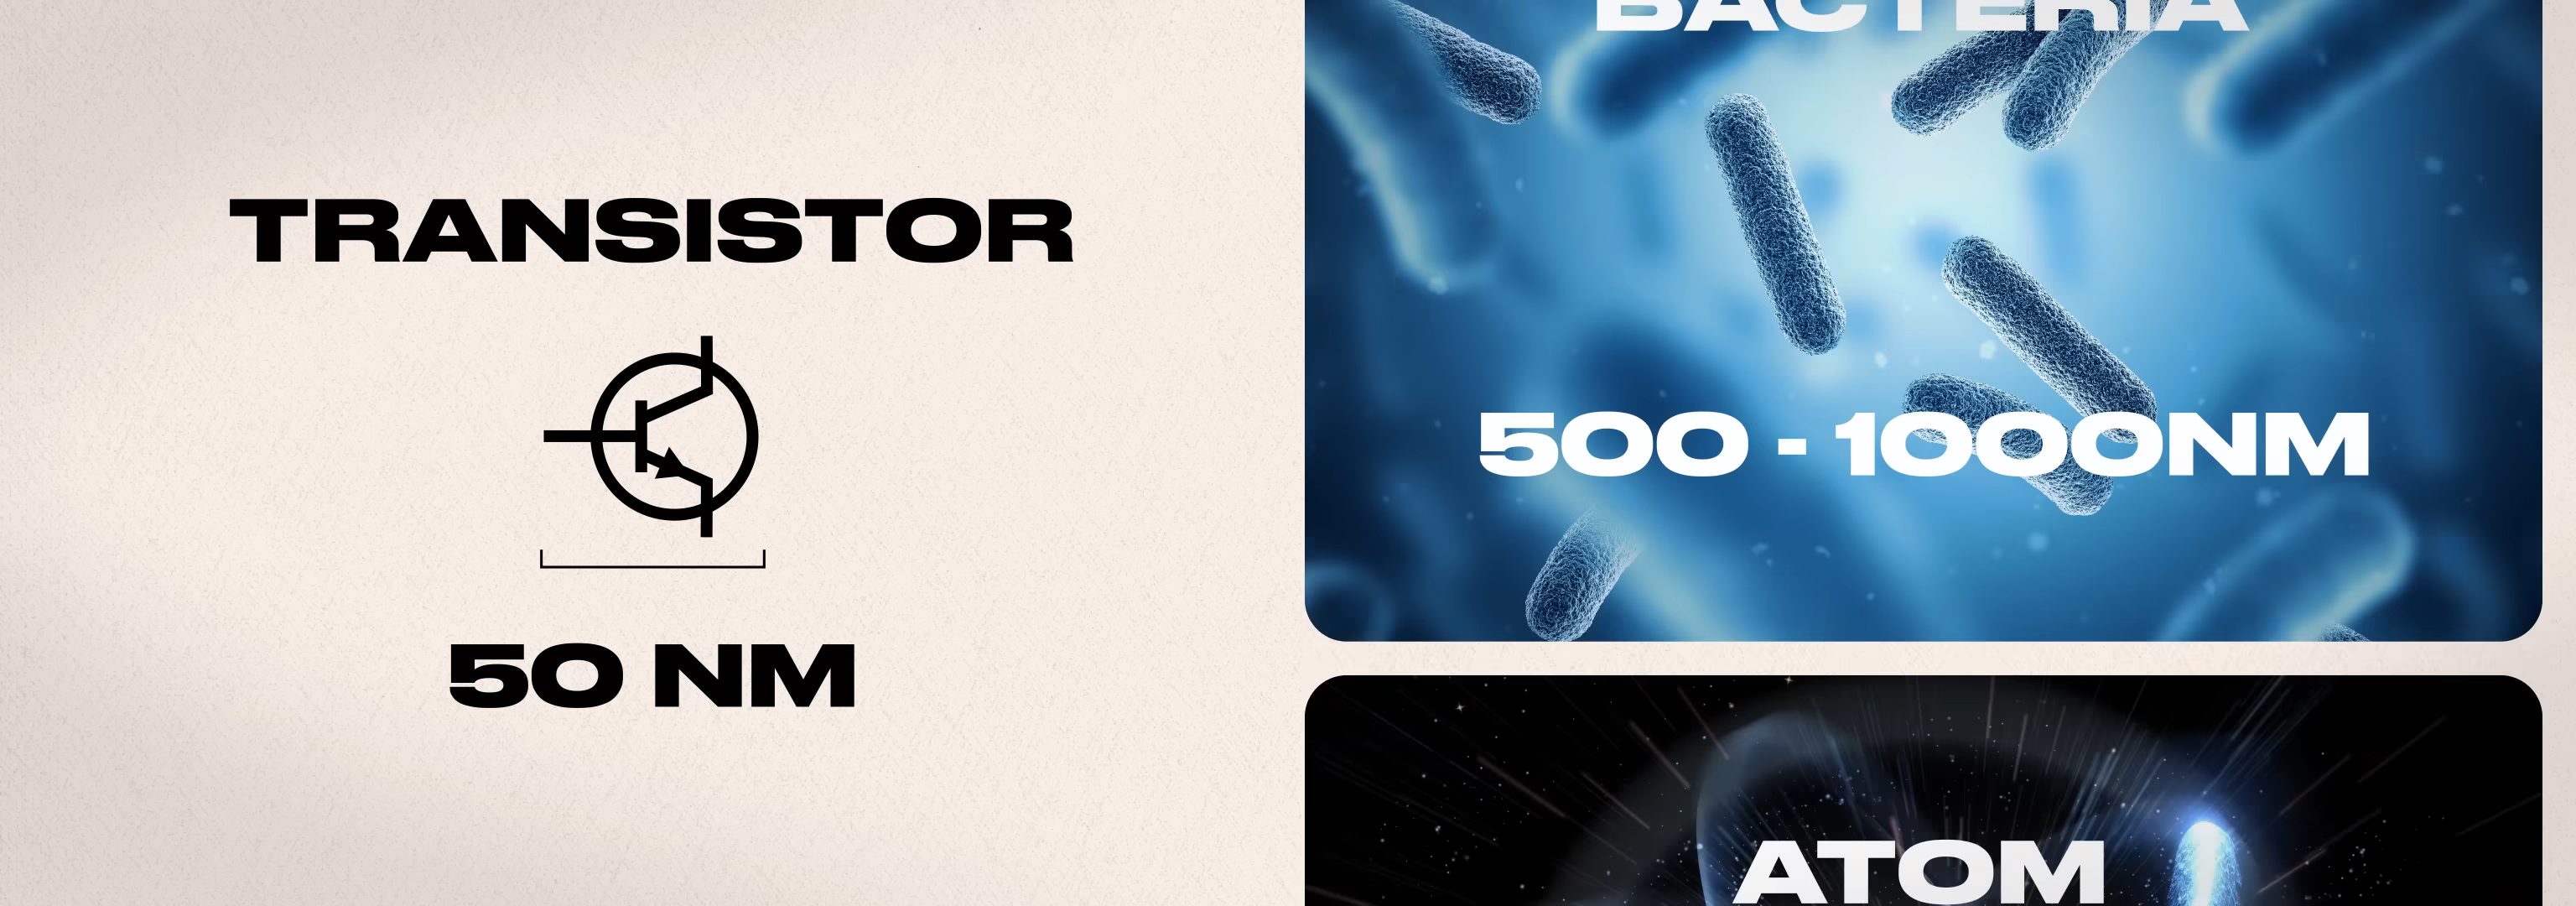 TRANSISTOR
50 NM
BACTERIA
500 - 1000NM
ATOM